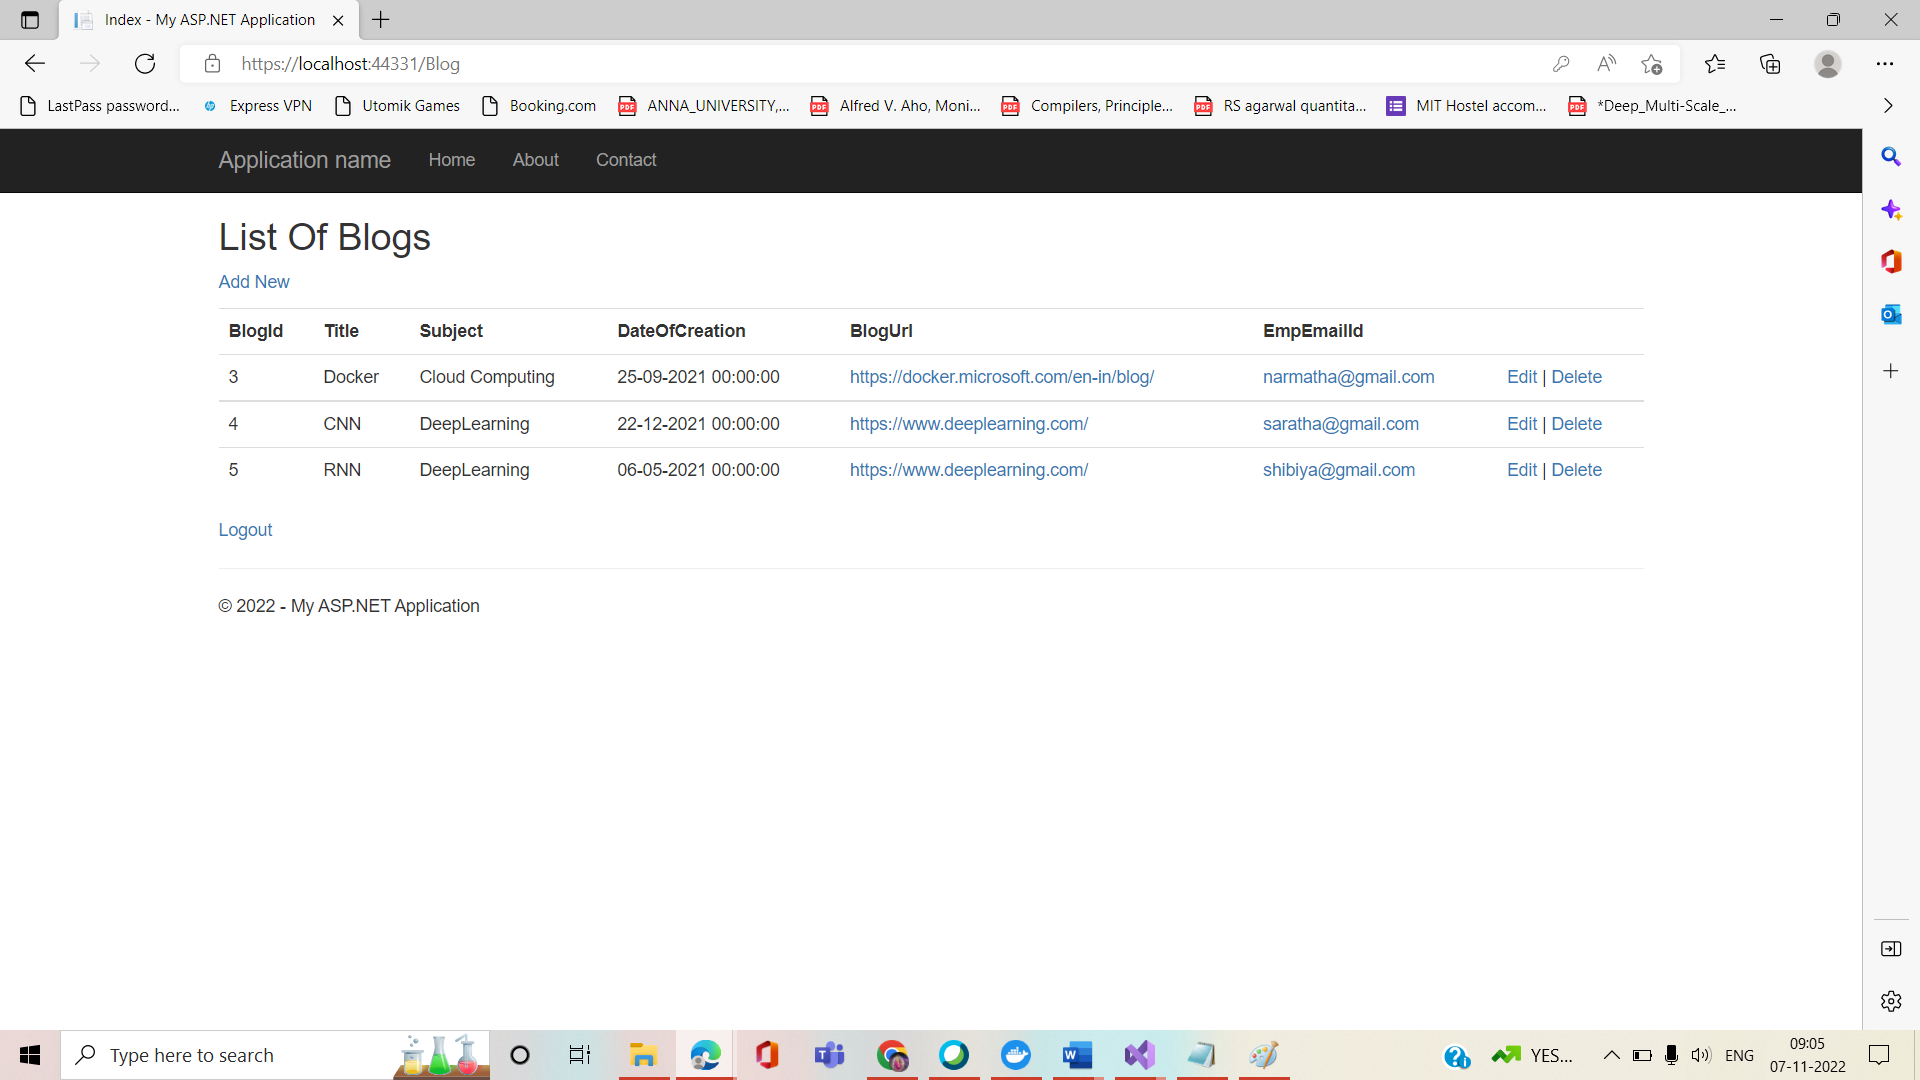 Index - My ASP.NET Application
https://localhost:44331/Blog
LastPass password... Express VPN Utomik Games Booking.com ANNA_UNIVERSITY,... Alfred V. Aho, Moni... Compilers, Principle... RS agarwal quantita... MIT Hostel accom... *Deep_Multi-Scale_...
Application name Home About Contact
List Of Blogs
Add New
BlogId Title Subject DateOfCreation BlogUrl EmpEmailId
3 Docker Cloud Computing 25-09-2021 00:00:00 https://docker.microsoft.com/en-in/blog/ narmatha@gmail.com Edit | Delete
4 CNN DeepLearning 22-12-2021 00:00:00 https://www.deeplearning.com/ saratha@gmail.com Edit | Delete
5 RNN DeepLearning 06-05-2021 00:00:00 https://www.deeplearning.com/ shibiya@gmail.com Edit | Delete
Logout
© 2022 - My ASP.NET Application
Type here to search YES... ENG 09:05
07-11-2022